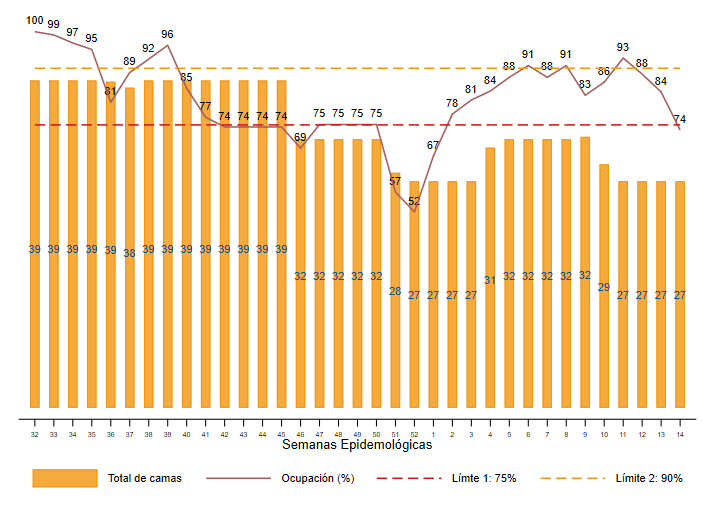 100 99 97 95 81 89 92 96 85 77 74 74 74 74 69 75 75 75 75 57 52 67 78 81 84 88 91 88 91 83 86 93 88 84 74
39 39 39 39 39 38 39 39 39 39 39 39 39 39 32 32 32 32 32 28 27 27 27 27 31 32 32 32 32 32 29 27 27 27 27
32 33 34 35 36 37 38 39 40 41 42 43 44 45 46 47 48 49 50 51 52 1 2 3 4 5 6 7 8 9 10 11 12 13 14
Semanas Epidemológicas
Total de camas Ocupación (%) Límte 1: 75% Límite 2: 90%